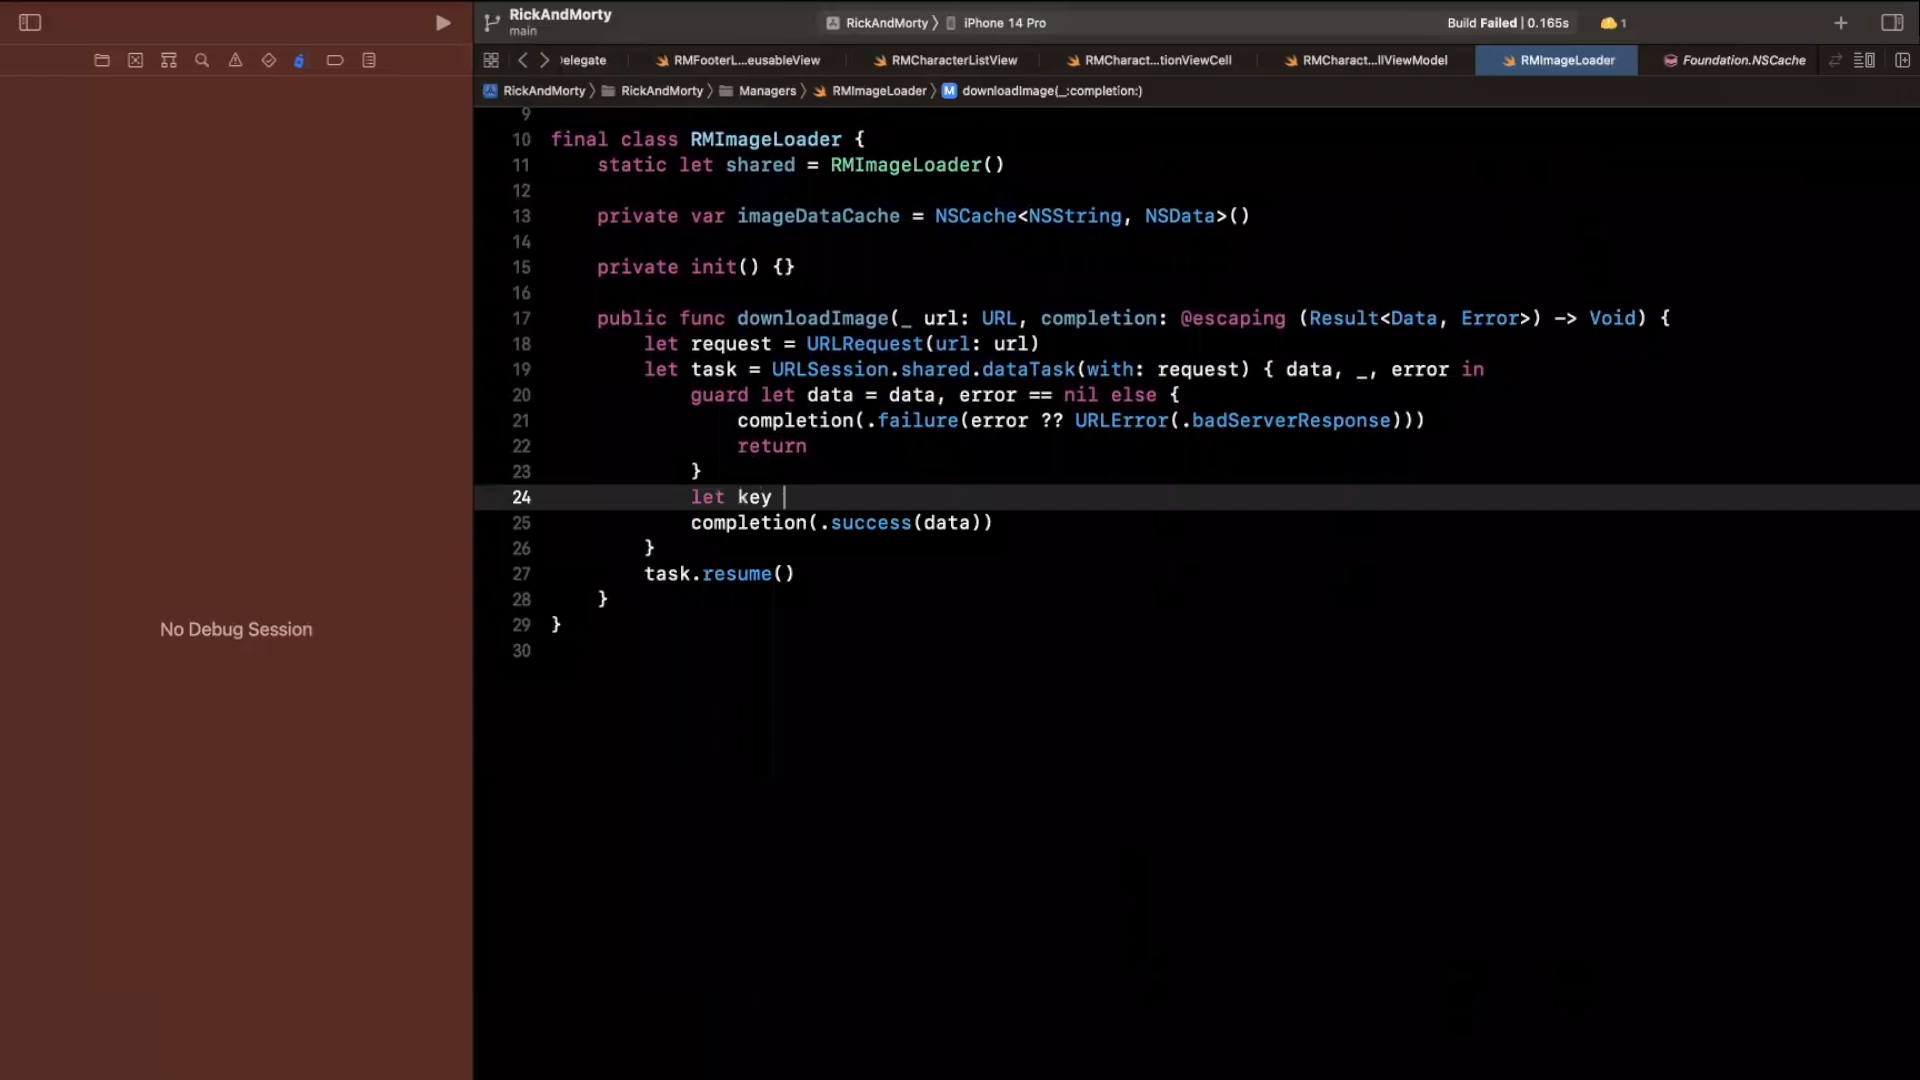 RickAndMorty
main
RickAndMorty 〉 iPhone 14 Pro
Build Failed | 0.165s
1
elegate
RMFooterL...eusableView
RMCharacterListView
RMCharact...tionViewCell
RMCharact...llViewModel
RMImageLoader
Foundation.NSCache
RickAndMorty 〉 RickAndMorty 〉 Managers 〉 RMImageLoader 〉 M downloadImage(_:completion:)
9
10 final class RMImageLoader {
11     static let shared = RMImageLoader()
12
13     private var imageDataCache = NSCache<NSString, NSData>()
14
15     private init() {}
16
17     public func downloadImage(_ url: URL, completion: @escaping (Result<Data, Error>) -> Void) {
18         let request = URLRequest(url: url)
19         let task = URLSession.shared.dataTask(with: request) { data, _, error in
20             guard let data = data, error == nil else {
21                 completion(.failure(error ?? URLError(.badServerResponse)))
22                 return
23             }
24             let key
25             completion(.success(data))
26         }
27         task.resume()
28     }
29 }
30
No Debug Session